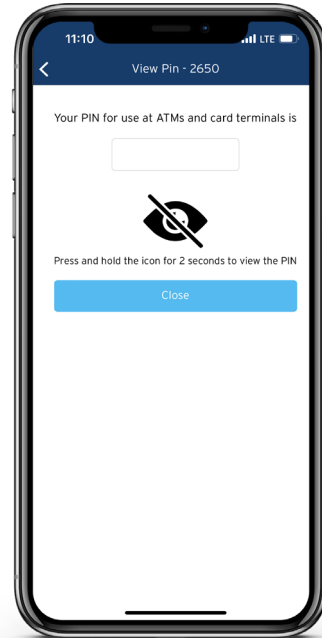 11:10
LTE
View Pin - 2650
Your PIN for use at ATMs and card terminals is
Press and hold the icon for 2 seconds to view the PIN
Close